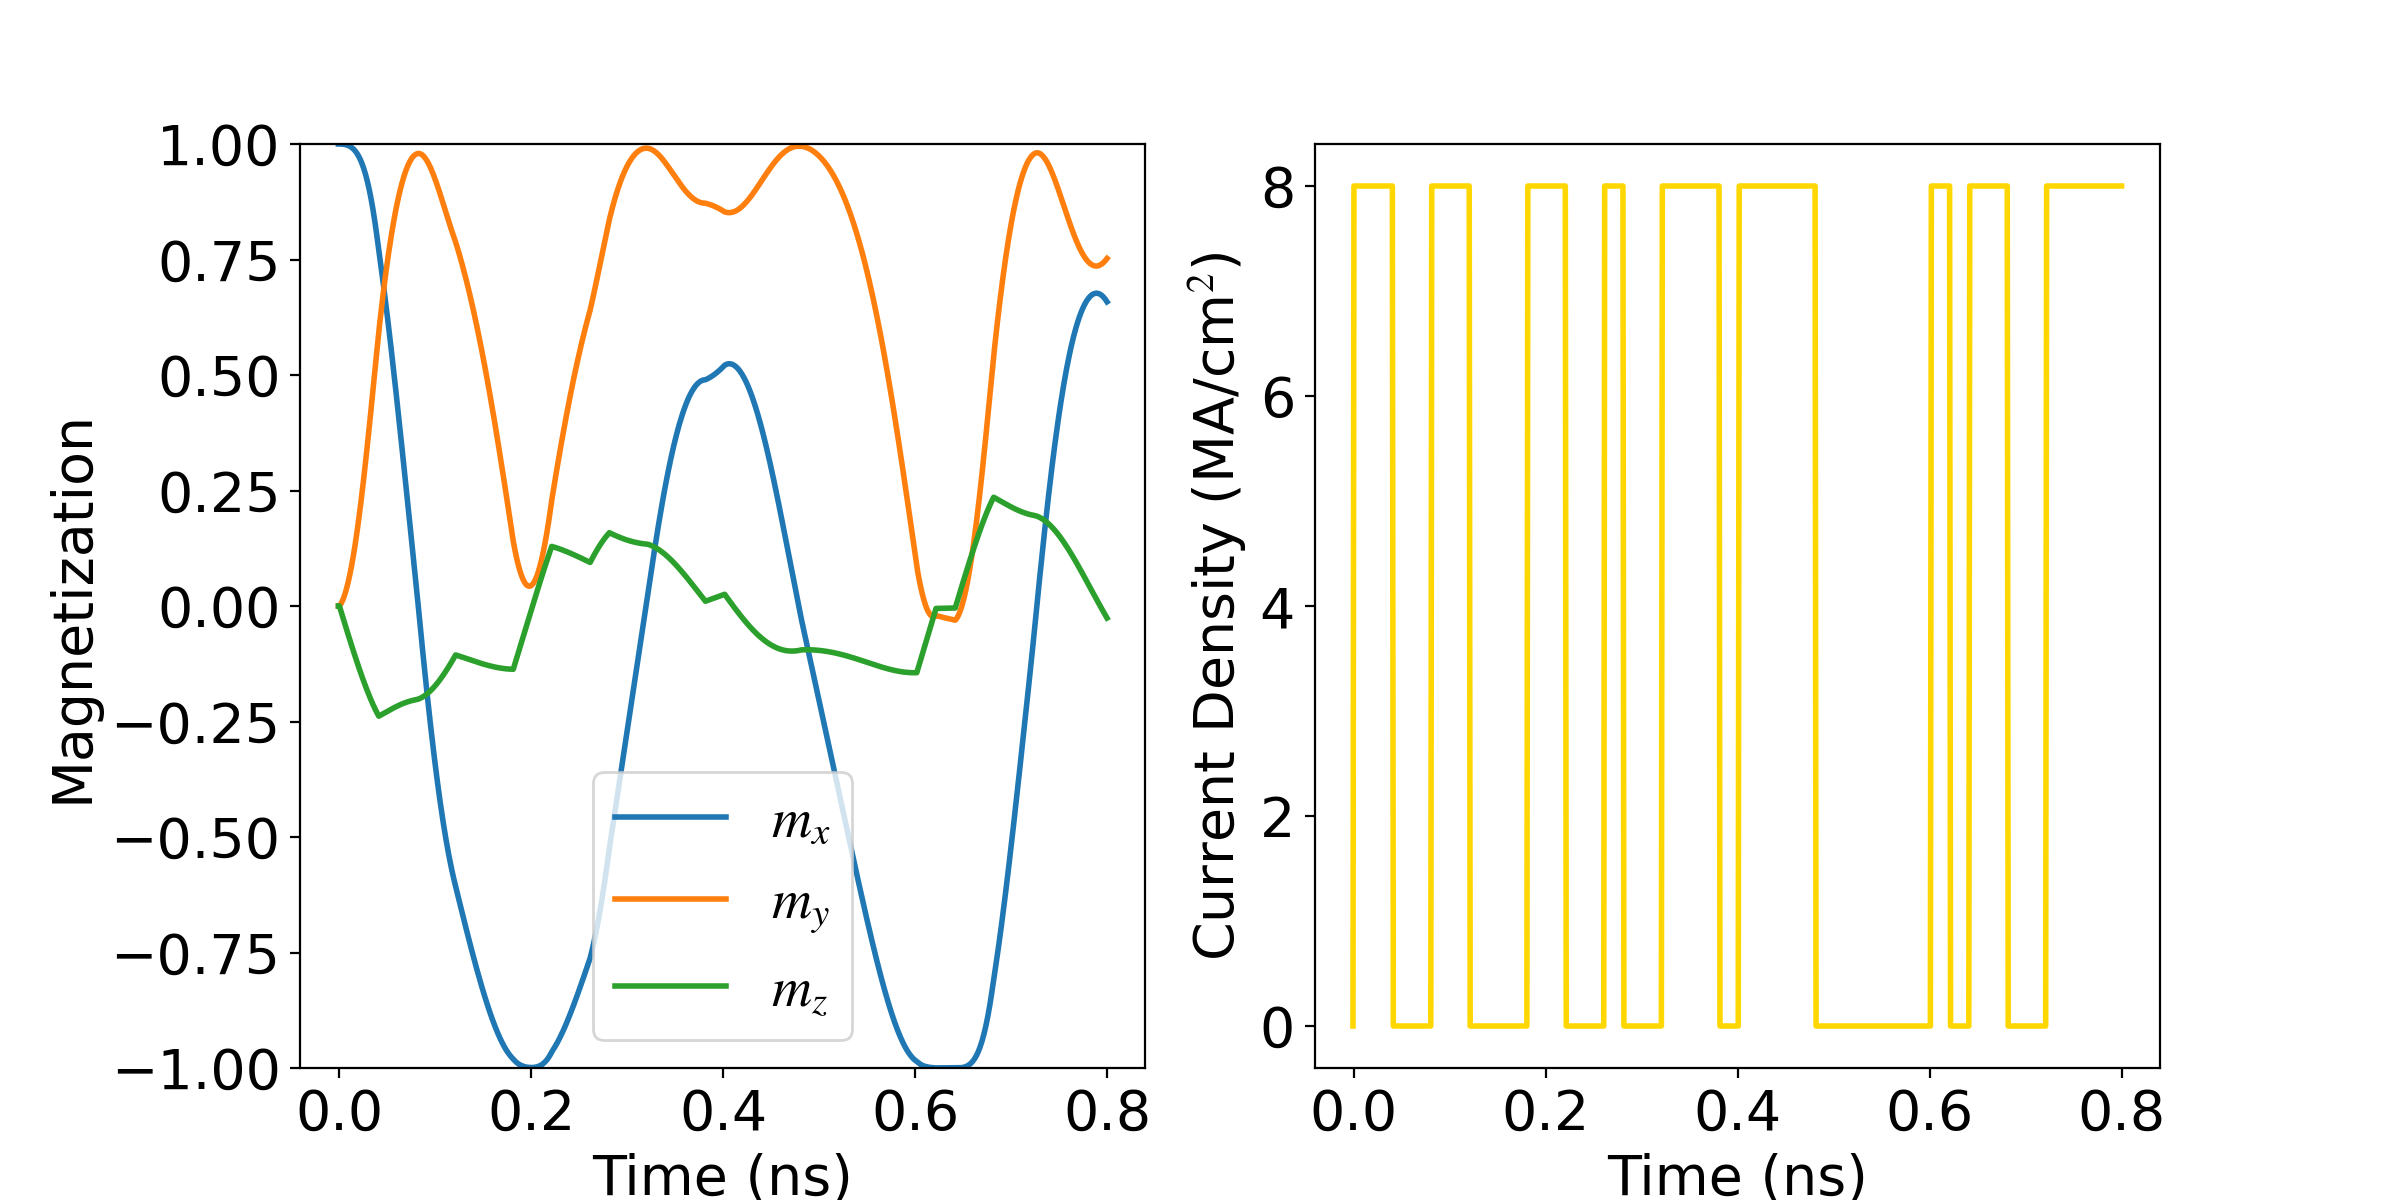 Magnetization
1.00
0.75
0.50
0.25
0.00
−0.25
−0.50
−0.75
−1.00
0.0 0.2 0.4 0.6 0.8
Time (ns)
m_x
m_y
m_z
Current Density (MA/cm²)
8
6
4
2
0
0.0 0.2 0.4 0.6 0.8
Time (ns)